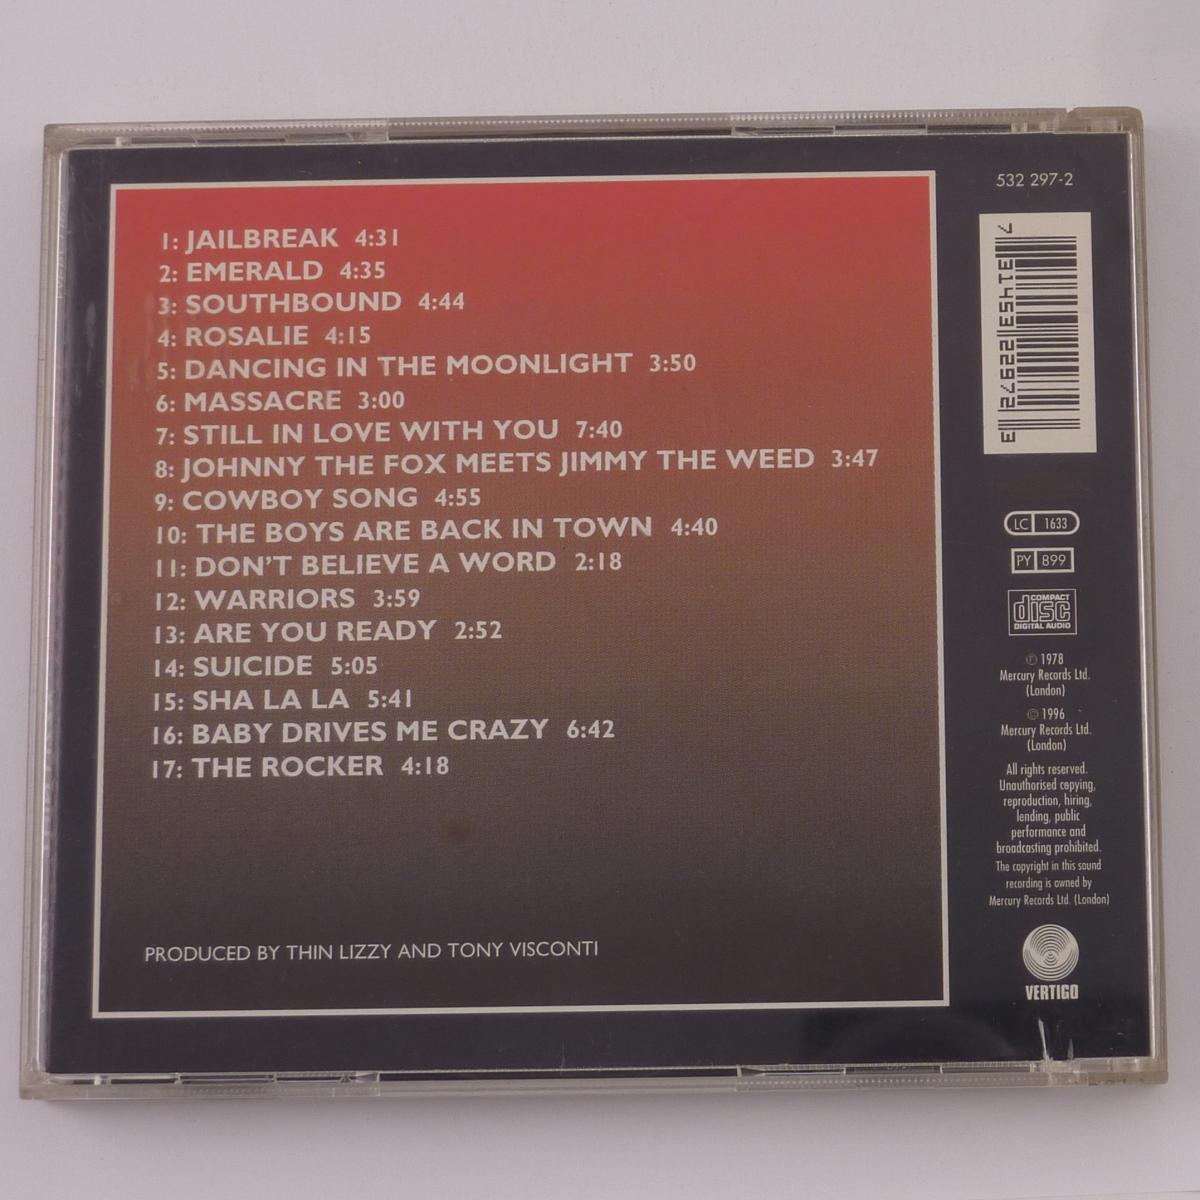 1: JAILBREAK 4:31
2: EMERALD 4:35
3: SOUTHBOUND 4:44
4: ROSALIE 4:15
5: DANCING IN THE MOONLIGHT 3:50
6: MASSACRE 3:00
7: STILL IN LOVE WITH YOU 7:40
8: JOHNNY THE FOX MEETS JIMMY THE WEED 3:47
9: COWBOY SONG 4:55
10: THE BOYS ARE BACK IN TOWN 4:40
11: DON'T BELIEVE A WORD 2:18
12: WARRIORS 3:59
13: ARE YOU READY 2:52
14: SUICIDE 5:05
15: SHA LA LA 5:41
16: BABY DRIVES ME CRAZY 6:42
17: THE ROCKER 4:18
PRODUCED BY THIN LIZZY AND TONY VISCONTI
532 297-2
7 31453 22972 3
LC 1633
PY 899
COMPACT
disc
DIGITAL AUDIO
℗ 1978
Mercury Records Ltd.
(London)
© 1996
Mercury Records Ltd.
(London)
All rights reserved.
Unauthorised copying,
reproduction, hiring,
lending, public
performance and
broadcasting prohibited.
The copyright in this sound
recording is owned by
Mercury Records Ltd. (London)
VERTIGO